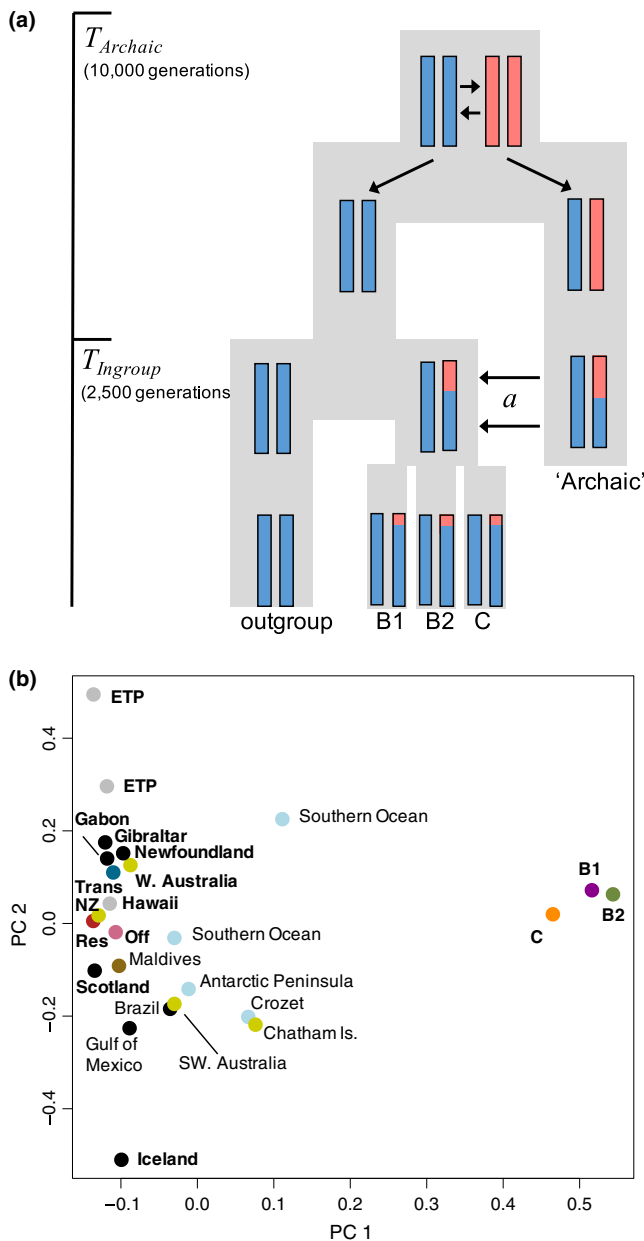 (a)
T_Archaic
(10,000 generations)
T_Ingroup
(2,500 generations
a
'Archaic'
outgroup
B1
B2
C
(b)
PC 2
0.4
0.2
0.0
−0.2
−0.4
ETP
ETP
Southern Ocean
Gabon
Gibraltar
Newfoundland
W. Australia
Trans
NZ
Hawaii
Res
Off
Southern Ocean
Maldives
Scotland
Antarctic Peninsula
Brazil
Crozet
Chatham Is.
Gulf of
Mexico
SW. Australia
Iceland
B1
B2
C
−0.1
0.0
0.1
0.2
0.3
0.4
0.5
PC 1